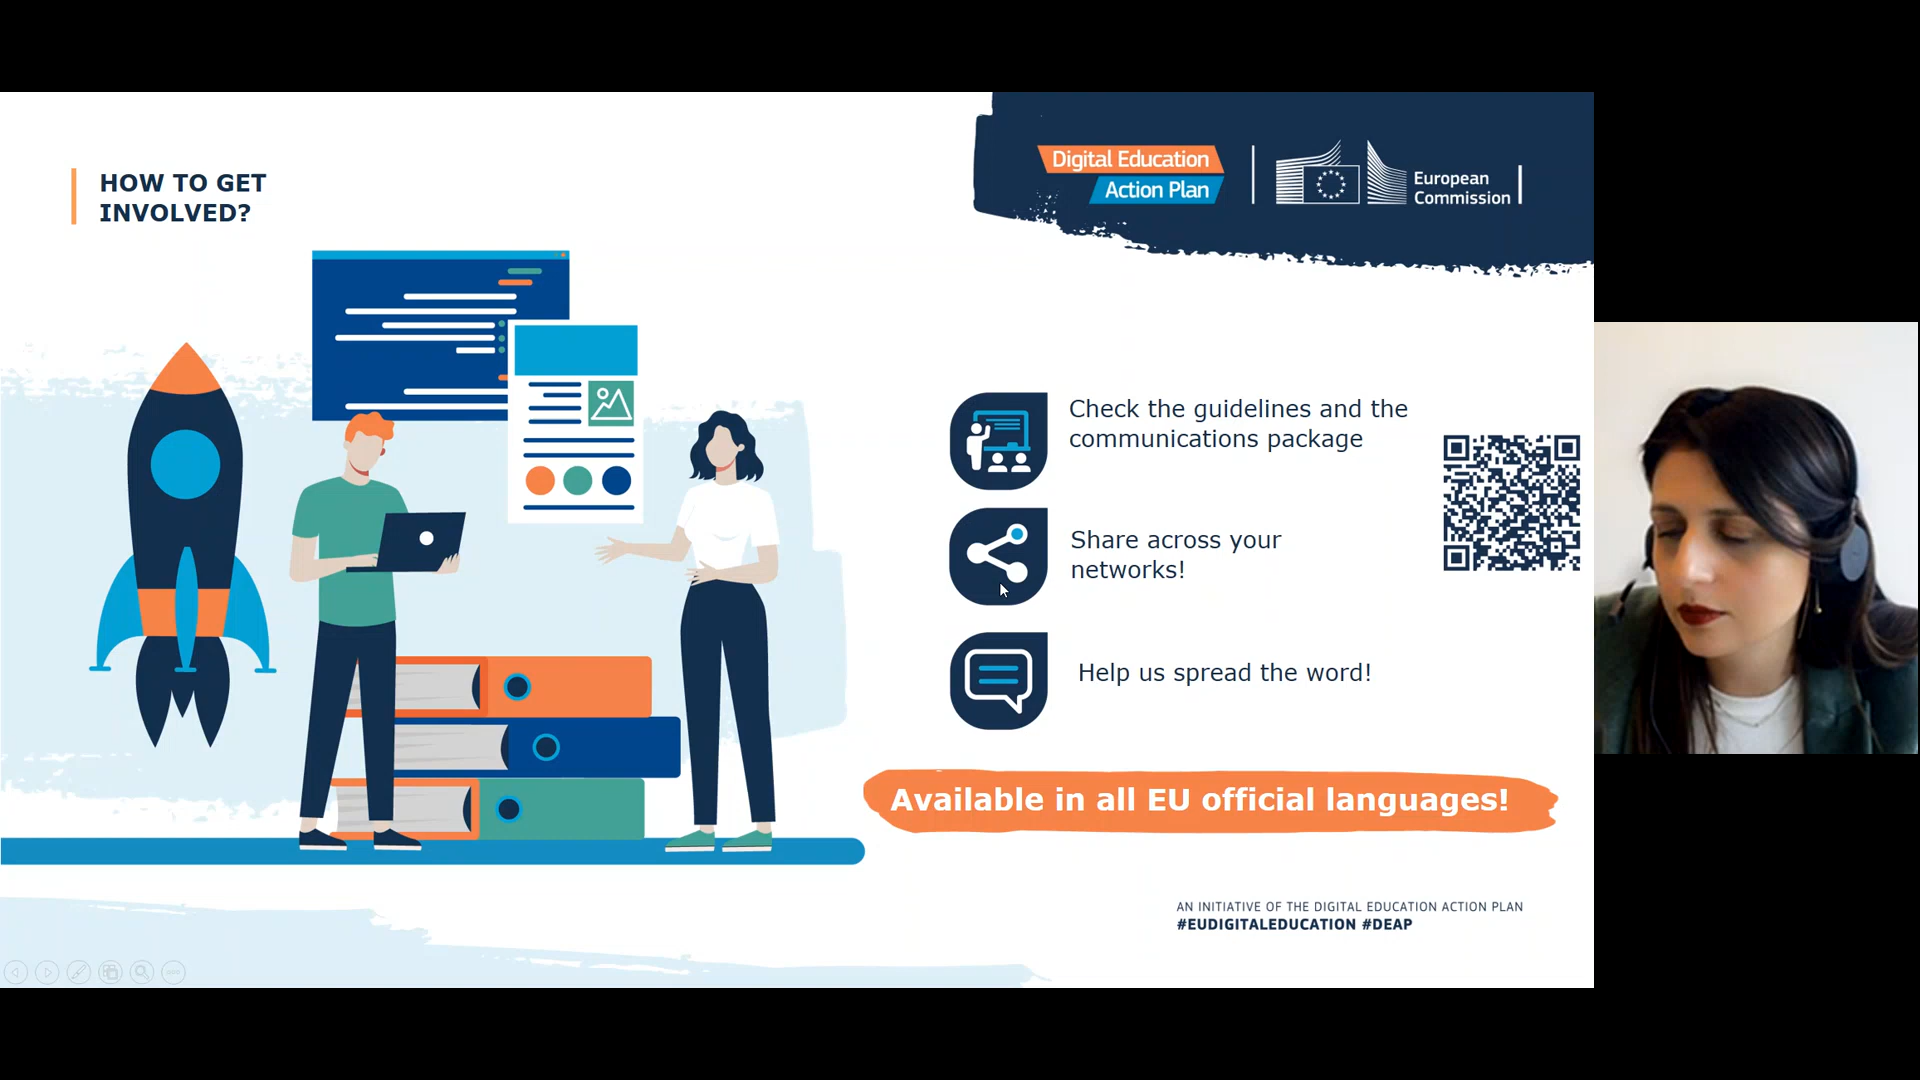 HOW TO GET
INVOLVED?
Digital Education
Action Plan
European
Commission
Check the guidelines and the
communications package
Share across your
networks!
Help us spread the word!
Available in all EU official languages!
AN INITIATIVE OF THE DIGITAL EDUCATION ACTION PLAN
#EUDIGITALEDUCATION #DEAP